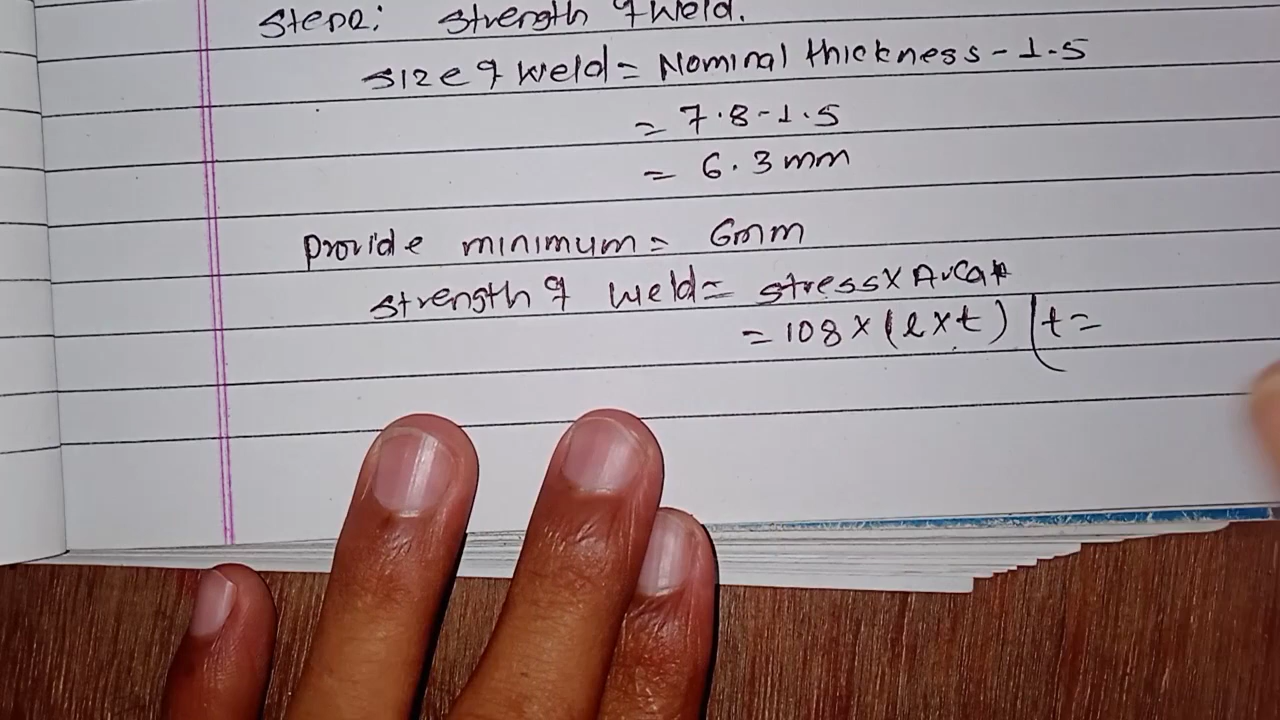 Step2: Strength of weld.
Size of weld = Nominal thickness - 1.5
= 7.8 - 1.5
= 6.3 mm
Provide minimum = 6mm
Strength of weld = stress x Area
= 108 x (l x t) | t =